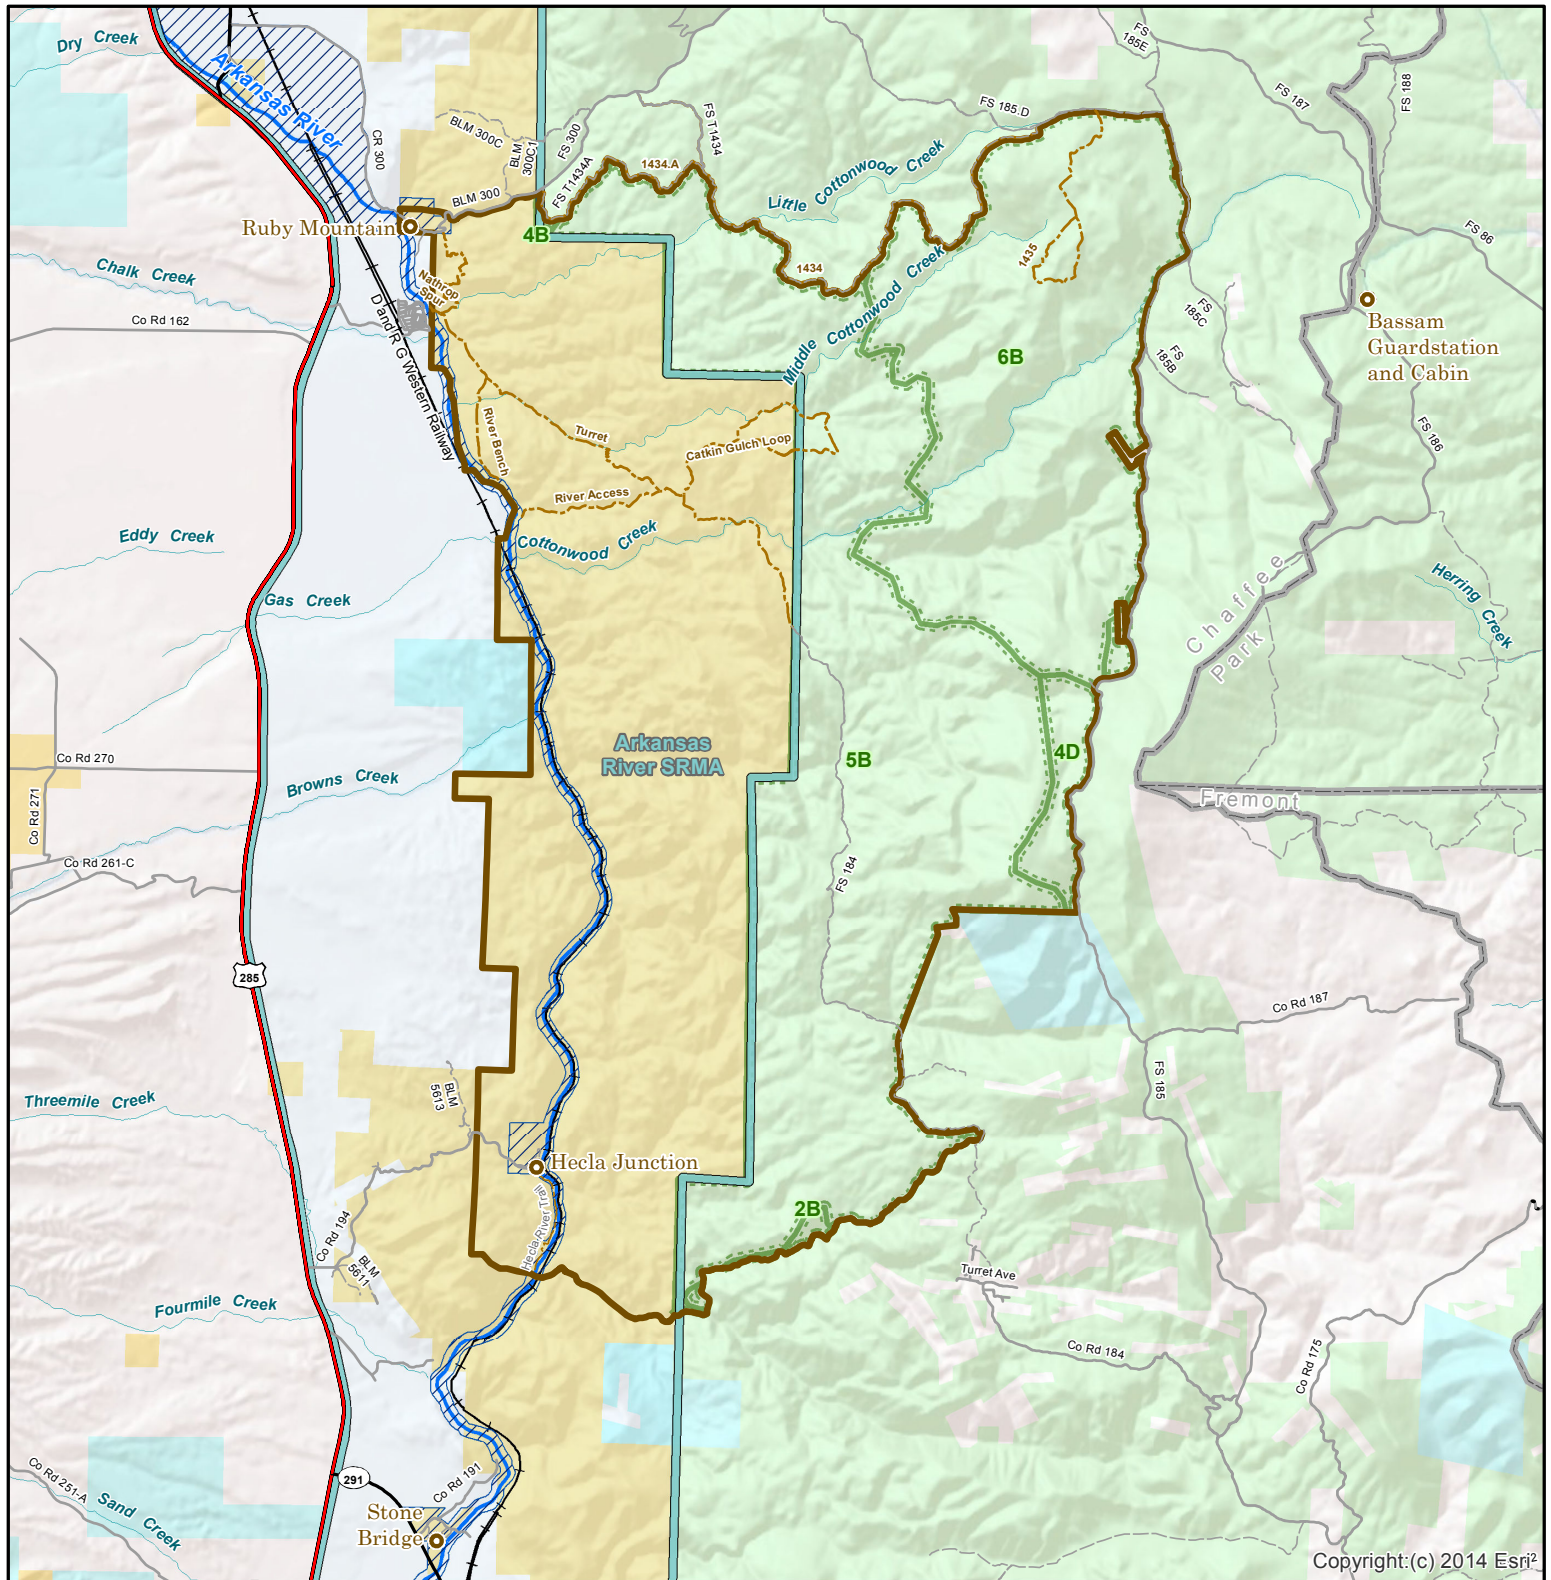 Dry Creek
FS
185E
Arkansas River
FS 187
FS 188
FS 185.D
BLM 300C
BLM
300C1
FS 300
FS T1434
CR 300
1434.A
FS T1434A
Little Cottonwood Creek
BLM 300
Ruby Mountain
4B
FS 86
Chalk Creek
1434
1435
Middle Cottonwood Creek
Nathrop
Spur
D and R G Western Railway
FS
185C
Co Rd 162
Bassam
Guardstation
and Cabin
6B
FS
185B
River Bench
Turret
Catkin Gulch Loop
FS 186
River Access
Eddy Creek
Cottonwood Creek
Gas Creek
Chaffee
Park
Herring Creek
Arkansas
River SRMA
5B
4D
Co Rd 270
Browns Creek
Co Rd 271
Fremont
Co Rd 261-C
FS 184
285
Co Rd 187
FS 185
Threemile Creek
BLM
5613
Hecla Junction
Hecla River Trail
2B
Co Rd 194
BLM
5611
Turret Ave
Fourmile Creek
Co Rd 184
Co Rd 175
Co Rd 251-A
291
Co Rd 191
Sand Creek
Stone
Bridge
Copyright:(c) 2014 Esri²